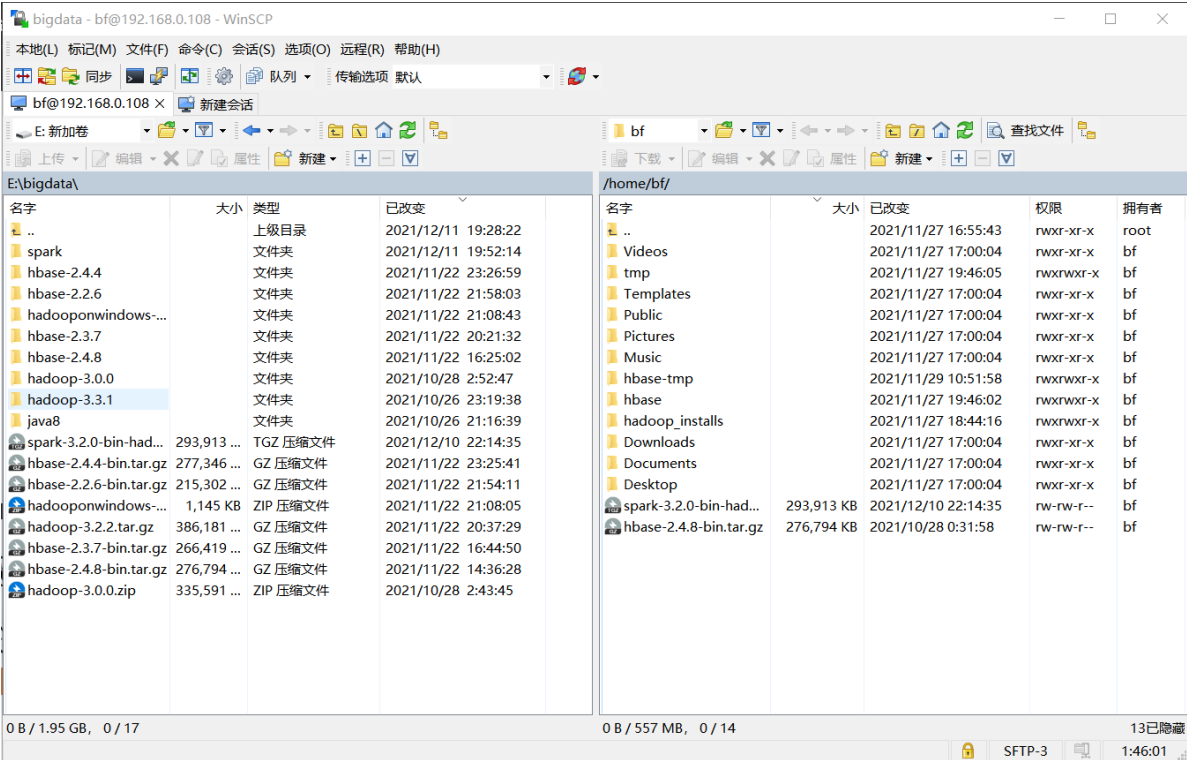 bigdata - bf@192.168.0.108 - WinSCP
本地(L) 标记(M) 文件(F) 命令(C) 会话(S) 选项(O) 远程(R) 帮助(H)
同步 队列 传输选项 默认
bf@192.168.0.108 × 新建会话
E: 新加卷 bf 查找文件
上传 编辑 属性 新建 下载 编辑 属性 新建
E:\bigdata\ /home/bf/
名字 大小 类型 已改变 名字 大小 已改变 权限 拥有者
.. 上级目录 2021/12/11 19:28:22 .. 2021/11/27 16:55:43 rwxr-xr-x root
spark 文件夹 2021/12/11 19:52:14 Videos 2021/11/27 17:00:04 rwxr-xr-x bf
hbase-2.4.4 文件夹 2021/11/22 23:26:59 tmp 2021/11/27 19:46:05 rwxrwxr-x bf
hbase-2.2.6 文件夹 2021/11/22 21:58:03 Templates 2021/11/27 17:00:04 rwxr-xr-x bf
hadooponwindows-... 文件夹 2021/11/22 21:08:43 Public 2021/11/27 17:00:04 rwxr-xr-x bf
hbase-2.3.7 文件夹 2021/11/22 20:21:32 Pictures 2021/11/27 17:00:04 rwxr-xr-x bf
hbase-2.4.8 文件夹 2021/11/22 16:25:02 Music 2021/11/27 17:00:04 rwxr-xr-x bf
hadoop-3.0.0 文件夹 2021/10/28 2:52:47 hbase-tmp 2021/11/29 10:51:58 rwxrwxr-x bf
hadoop-3.3.1 文件夹 2021/10/26 23:19:38 hbase 2021/11/27 19:46:02 rwxrwxr-x bf
java8 文件夹 2021/10/26 21:16:39 hadoop_installs 2021/11/27 18:44:16 rwxrwxr-x bf
spark-3.2.0-bin-had... 293,913 ... TGZ 压缩文件 2021/12/10 22:14:35 Downloads 2021/11/27 17:00:04 rwxr-xr-x bf
hbase-2.4.4-bin.tar.gz 277,346 ... GZ 压缩文件 2021/11/22 23:25:41 Documents 2021/11/27 17:00:04 rwxr-xr-x bf
hbase-2.2.6-bin.tar.gz 215,302 ... GZ 压缩文件 2021/11/22 21:54:11 Desktop 2021/11/27 17:00:04 rwxr-xr-x bf
hadooponwindows-... 1,145 KB ZIP 压缩文件 2021/11/22 21:08:05 spark-3.2.0-bin-had... 293,913 KB 2021/12/10 22:14:35 rw-rw-r-- bf
hadoop-3.2.2.tar.gz 386,181 ... GZ 压缩文件 2021/11/22 20:37:29 hbase-2.4.8-bin.tar.gz 276,794 KB 2021/10/28 0:31:58 rw-rw-r-- bf
hbase-2.3.7-bin.tar.gz 266,419 ... GZ 压缩文件 2021/11/22 16:44:50
hbase-2.4.8-bin.tar.gz 276,794 ... GZ 压缩文件 2021/11/22 14:36:28
hadoop-3.0.0.zip 335,591 ... ZIP 压缩文件 2021/10/28 2:43:45
0 B / 1.95 GB, 0 / 17 0 B / 557 MB, 0 / 14 13已隐藏
SFTP-3 1:46:01